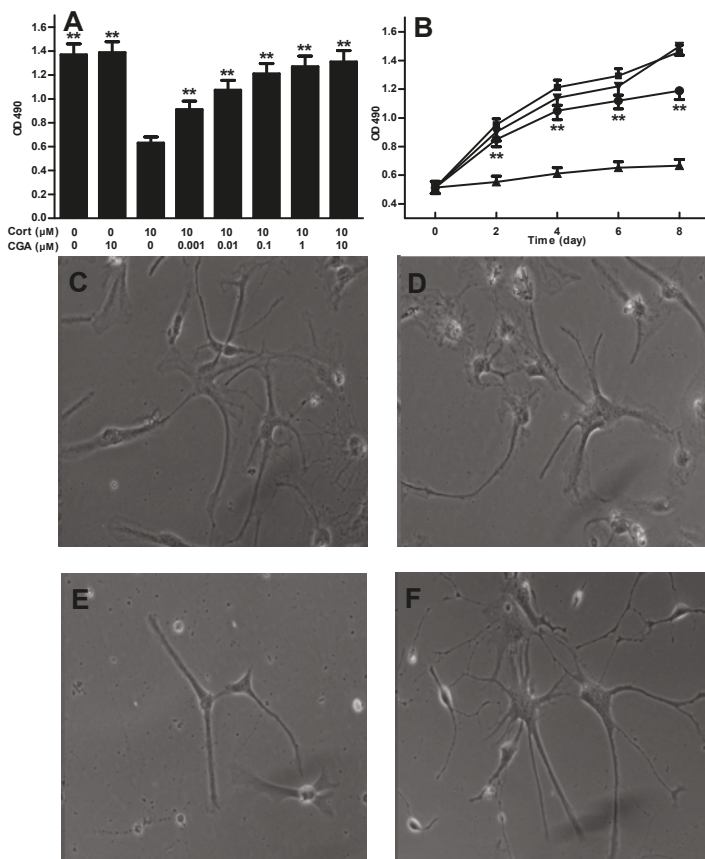 A
1.6
1.4
1.2
1.0
0.8
0.6
0.4
0.2
0.0
OD 490
** ** ** ** ** ** **
Cort (μM) 0 0 10 10 10 10 10 10
CGA (μM) 0 10 0 0.001 0.01 0.1 1 10
B
1.6
1.4
1.2
1.0
0.8
0.6
0.4
OD 490
** ** ** **
0 2 4 6 8
Time (day)
C
D
E
F